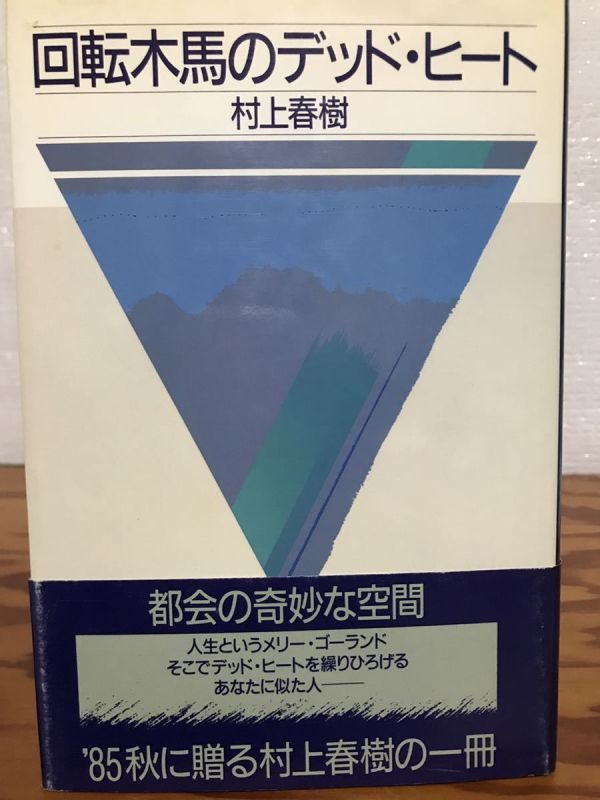 回転木馬のデッド・ヒート
村上春樹
都会の奇妙な空間
人生というメリー・ゴーランド
そこでデッド・ヒートを繰りひろげる
あなたに似た人——
'85秋に贈る村上春樹の一冊